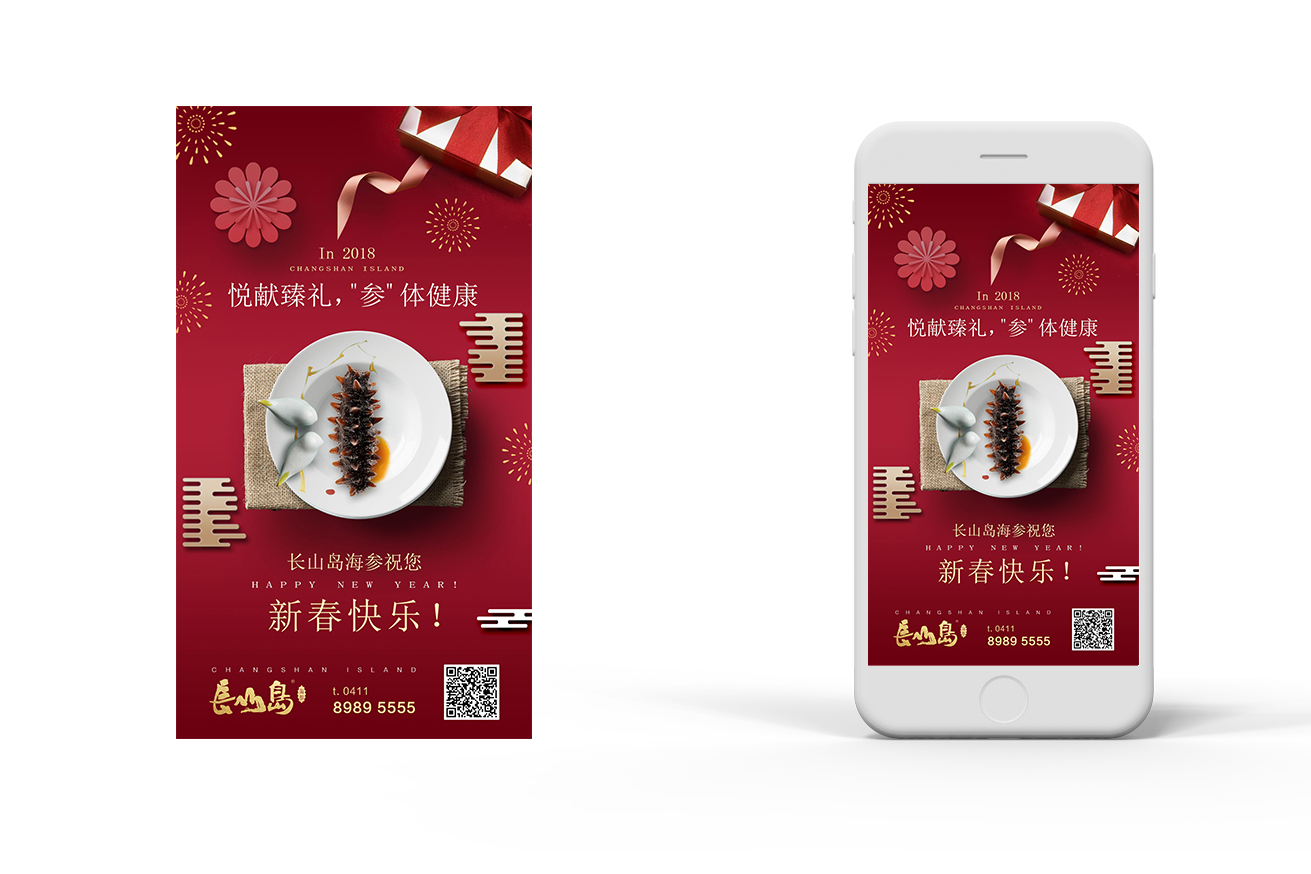 In 2018
CHANGSHAN ISLAND
悦献臻礼，"参"体健康
长山岛海参祝您
HAPPY NEW YEAR!
新春快乐！
CHANGSHAN ISLAND
長山島
t. 0411
8989 5555
In 2018
CHANGSHAN ISLAND
悦献臻礼，"参"体健康
长山岛海参祝您
HAPPY NEW YEAR!
新春快乐！
CHANGSHAN ISLAND
長山島
t. 0411
8989 5555